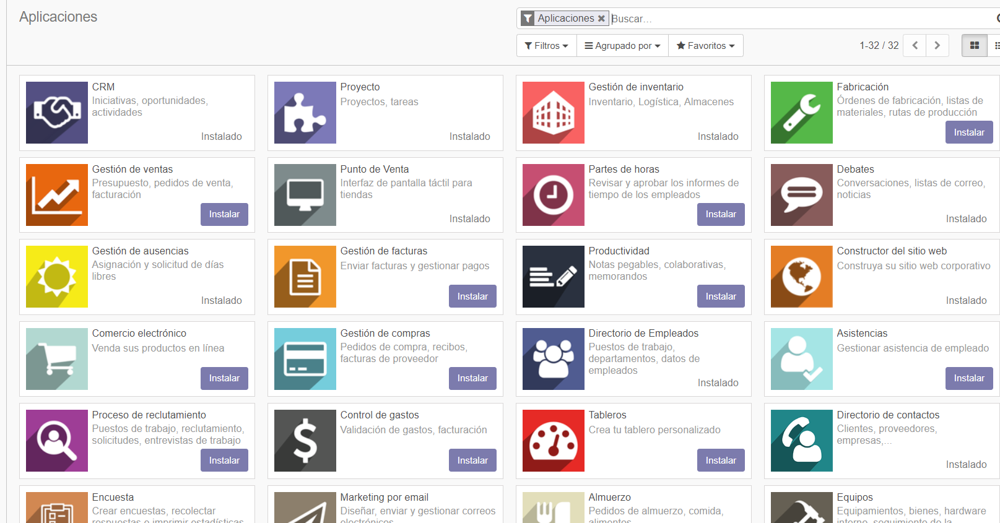 Aplicaciones
Aplicaciones Buscar...
Filtros Agrupado por Favoritos 1-32 / 32
CRM
Iniciativas, oportunidades,
actividades
Instalado
Proyecto
Proyectos, tareas
Instalado
Gestión de inventario
Inventario, Logística, Almacenes
Instalado
Fabricación
Órdenes de fabricación, listas de
materiales, rutas de producción
Instalar
Gestión de ventas
Presupuesto, pedidos de venta,
facturación
Instalar
Punto de Venta
Interfaz de pantalla táctil para
tiendas
Instalado
Partes de horas
Revisar y aprobar los informes de
tiempo de los empleados
Instalar
Debates
Conversaciones, listas de correo,
noticias
Instalado
Gestión de ausencias
Asignación y solicitud de días
libres
Instalado
Gestión de facturas
Enviar facturas y gestionar pagos
Instalar
Productividad
Notas pegables, colaborativas,
memorandos
Instalar
Constructor del sitio web
Construya su sitio web corporativo
Instalado
Comercio electrónico
Venda sus productos en línea
Instalar
Gestión de compras
Pedidos de compra, recibos,
facturas de proveedor
Instalar
Directorio de Empleados
Puestos de trabajo,
departamentos, datos de
empleados
Instalado
Asistencias
Gestionar asistencia de empleado
Instalar
Proceso de reclutamiento
Puestos de trabajo, reclutamiento,
solicitudes, entrevistas de trabajo
Instalar
Control de gastos
Validación de gastos, facturación
Instalar
Tableros
Crea tu tablero personalizado
Instalar
Directorio de contactos
Clientes, proveedores,
empresas,...
Instalado
Encuesta
Crear encuestas, recolectar
respuestas o imprimir estadísticas
Marketing por email
Diseñar, enviar y gestionar correos
electrónicos
Almuerzo
Pedidos de almuerzo, comida,
alimentos
Equipos
Equipamientos, bienes, hardware
interno, seguimiento de la